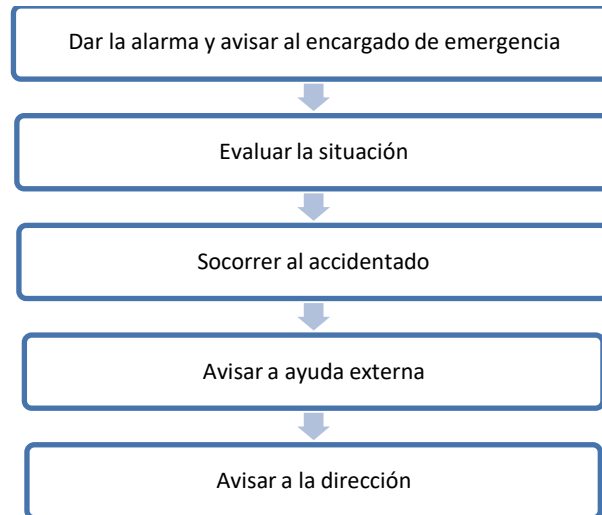 Dar la alarma y avisar al encargado de emergencia
Evaluar la situación
Socorrer al accidentado
Avisar a ayuda externa
Avisar a la dirección